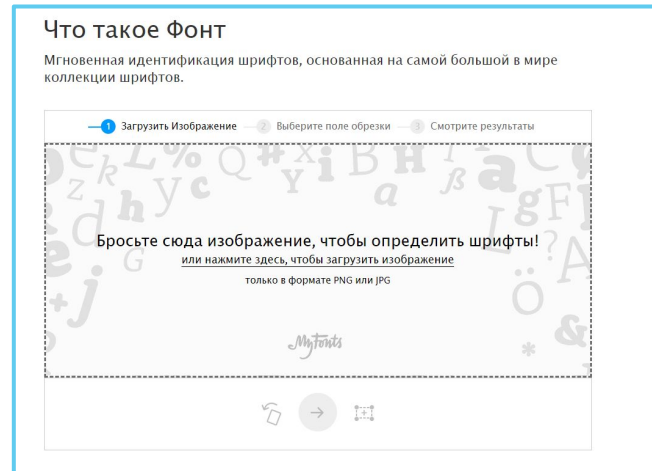 Что такое Фонт
Мгновенная идентификация шрифтов, основанная на самой большой в мире
коллекции шрифтов.
1 Загрузить Изображение 2 Выберите поле обрезки 3 Смотрите результаты
Бросьте сюда изображение, чтобы определить шрифты!
или нажмите здесь, чтобы загрузить изображение
только в формате PNG или JPG
MyFonts